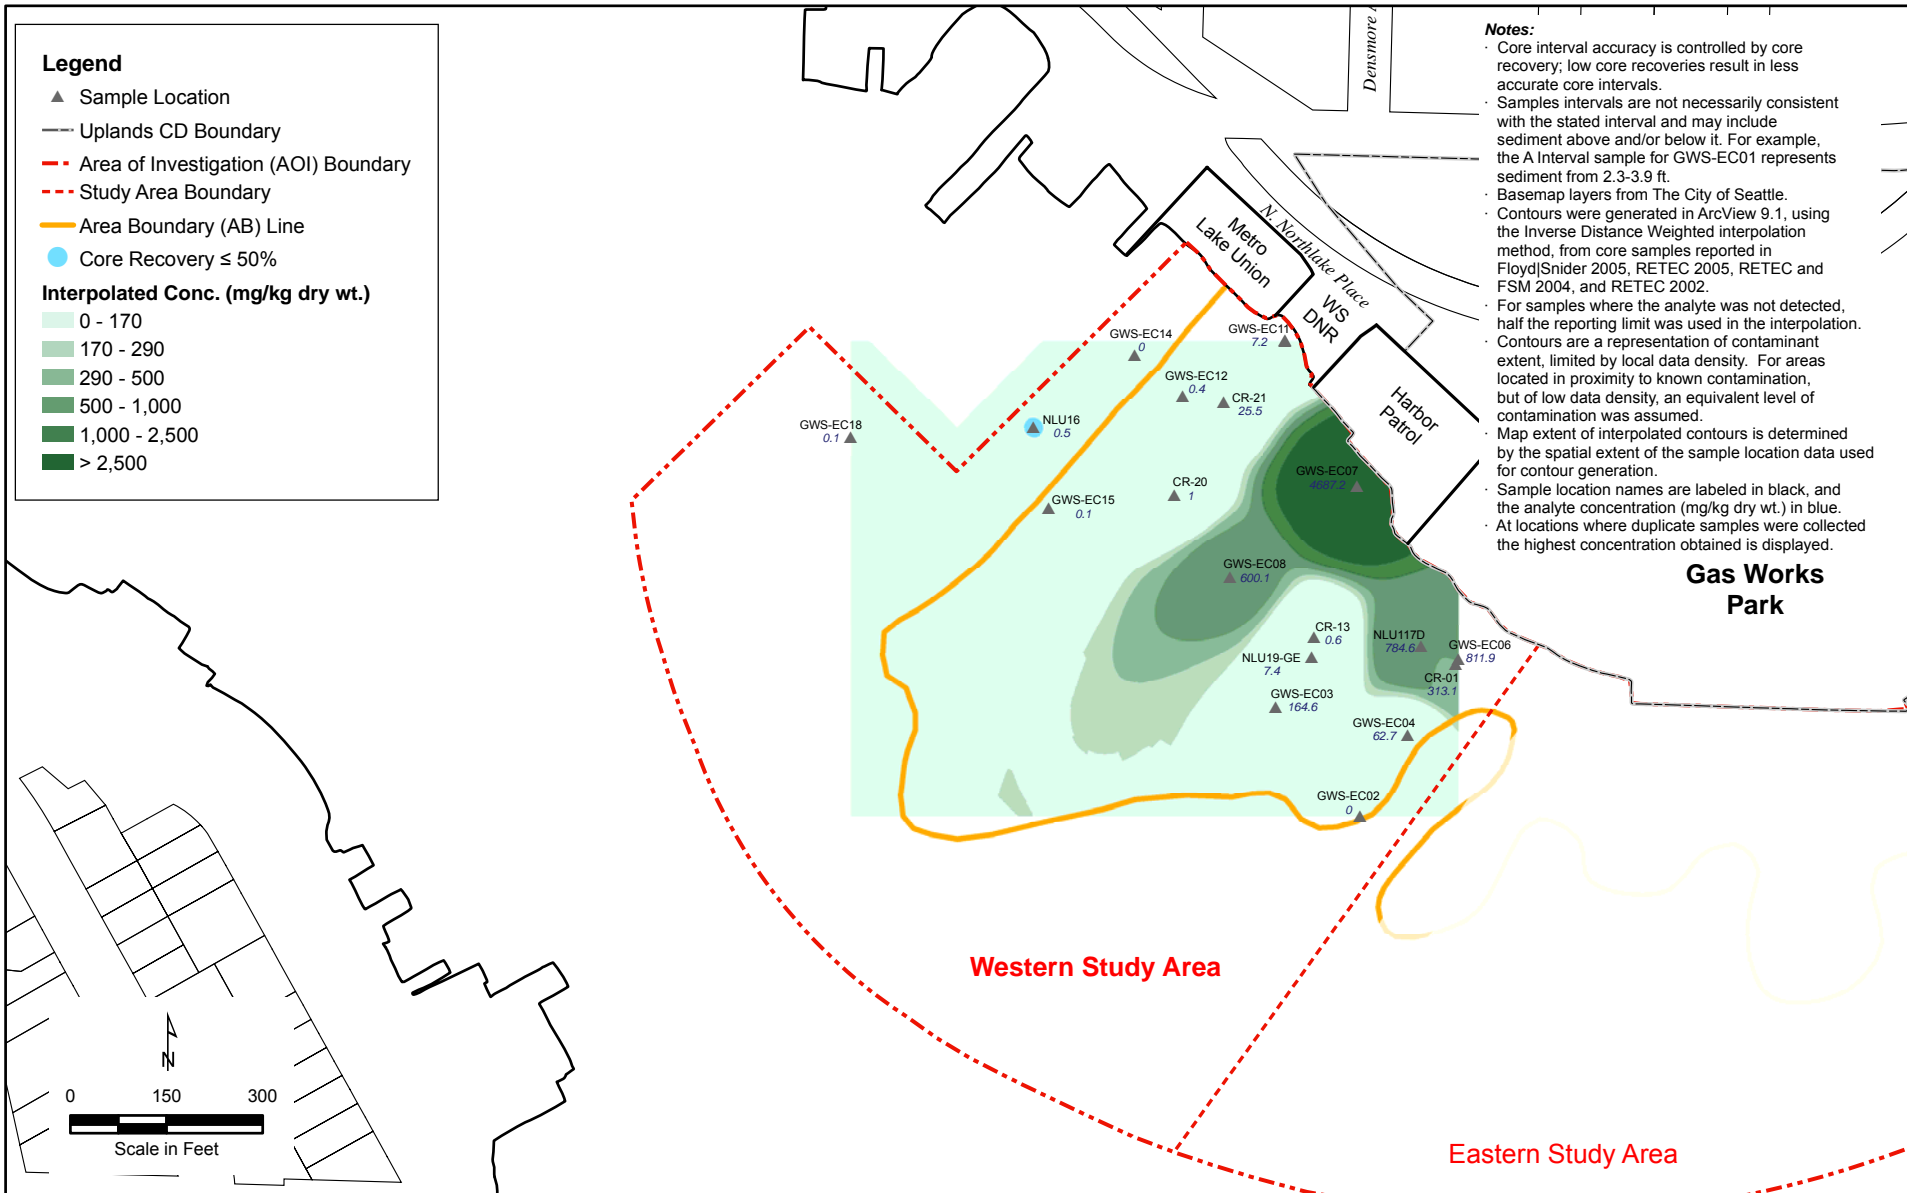 Legend
Sample Location
Uplands CD Boundary
Area of Investigation (AOI) Boundary
Study Area Boundary
Area Boundary (AB) Line
Core Recovery ≤ 50%
Interpolated Conc. (mg/kg dry wt.)
0 - 170
170 - 290
290 - 500
500 - 1,000
1,000 - 2,500
> 2,500
Densmore
Notes:
· Core interval accuracy is controlled by core
recovery; low core recoveries result in less
accurate core intervals.
· Samples intervals are not necessarily consistent
with the stated interval and may include
sediment above and/or below it. For example,
the A Interval sample for GWS-EC01 represents
sediment from 2.3-3.9 ft.
· Basemap layers from The City of Seattle.
· Contours were generated in ArcView 9.1, using
the Inverse Distance Weighted interpolation
method, from core samples reported in
Floyd|Snider 2005, RETEC 2005, RETEC and
FSM 2004, and RETEC 2002.
· For samples where the analyte was not detected,
half the reporting limit was used in the interpolation.
· Contours are a representation of contaminant
extent, limited by local data density. For areas
located in proximity to known contamination,
but of low data density, an equivalent level of
contamination was assumed.
· Map extent of interpolated contours is determined
by the spatial extent of the sample location data used
for contour generation.
· Sample location names are labeled in black, and
the analyte concentration (mg/kg dry wt.) in blue.
· At locations where duplicate samples were collected
the highest concentration obtained is displayed.
Metro
Lake Union
N. Northlake Place
WS
DNR
Harbor
Patrol
Gas Works
Park
GWS-EC14
0
GWS-EC11
7.2
GWS-EC12
0.4
CR-21
25.5
GWS-EC18
0.1
NLU16
0.5
GWS-EC07
4687.2
CR-20
1
GWS-EC15
0.1
GWS-EC08
600.1
CR-13
0.6
NLU19-GE
7.4
NLU117D
784.6
GWS-EC06
811.9
CR-01
313.1
GWS-EC03
164.6
GWS-EC04
62.7
GWS-EC02
0
Western Study Area
Eastern Study Area
N
0 150 300
Scale in Feet